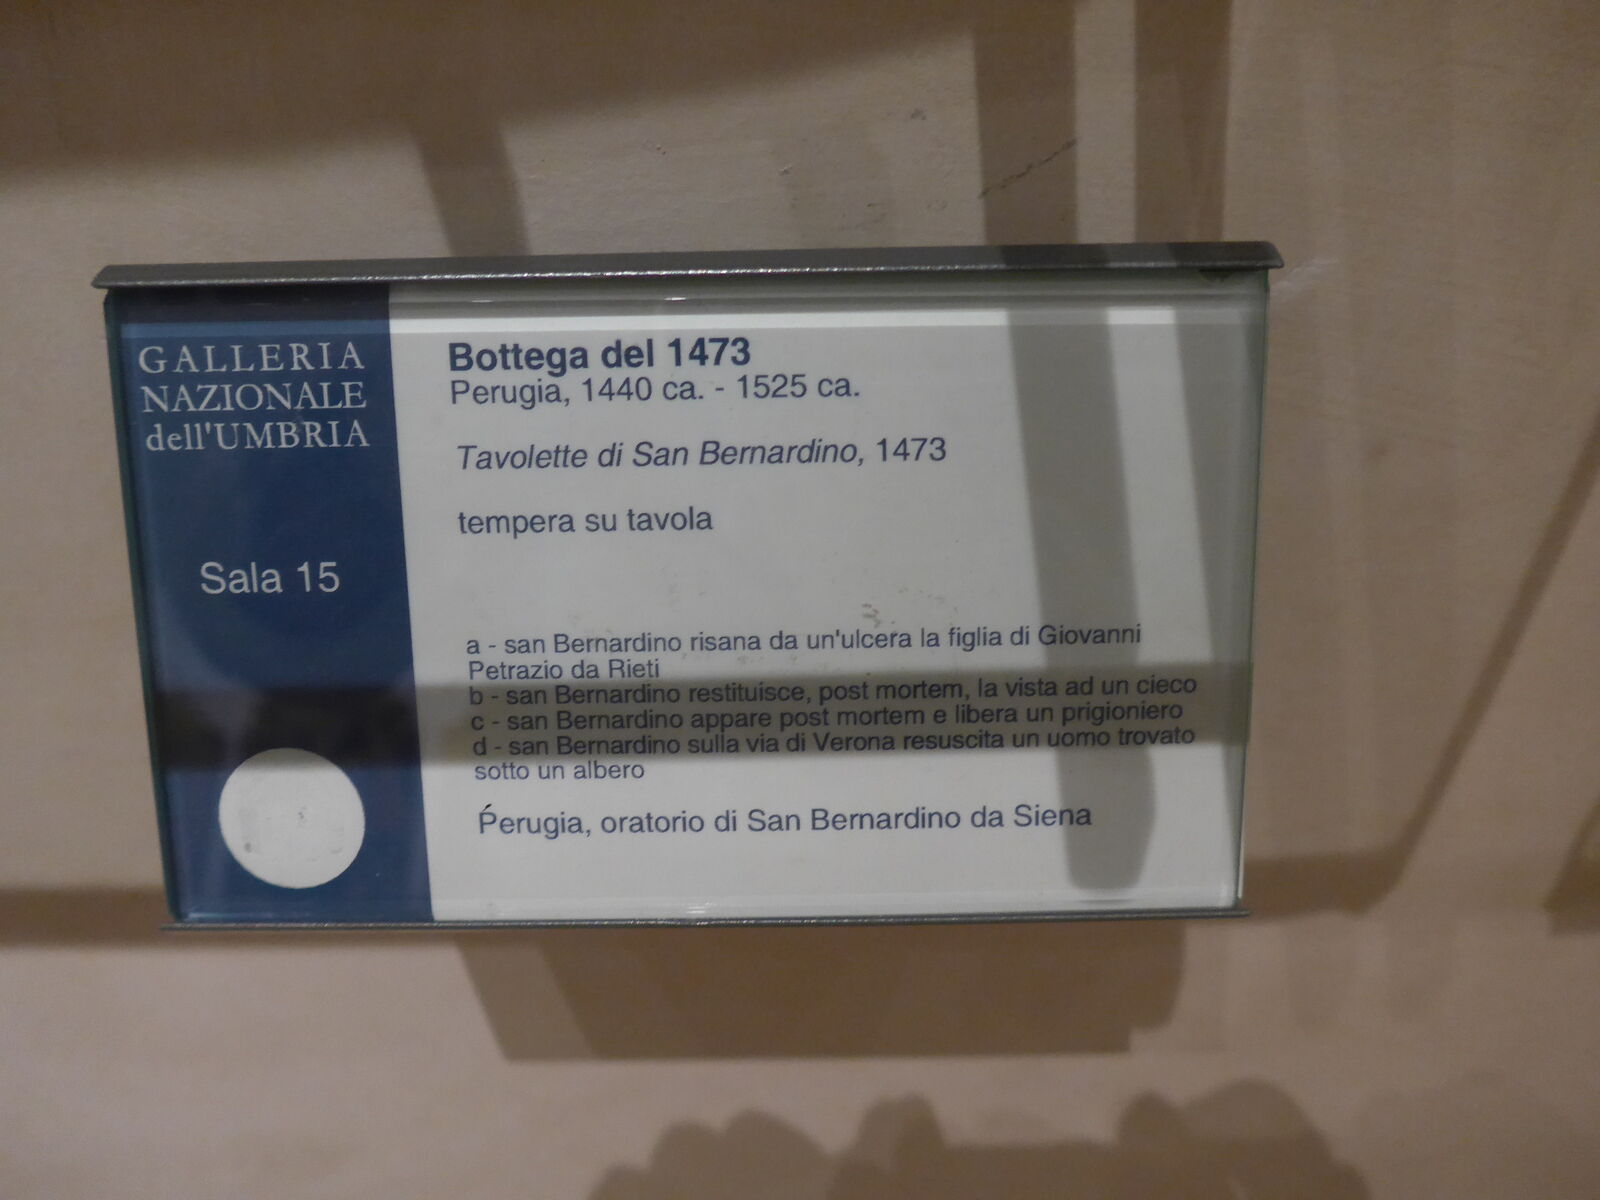 GALLERIA
NAZIONALE
dell'UMBRIA
Sala 15
Bottega del 1473
Perugia, 1440 ca. - 1525 ca.
Tavolette di San Bernardino, 1473
tempera su tavola
a - san Bernardino risana da un'ulcera la figlia di Giovanni
Petrazio da Rieti
b - san Bernardino restituisce, post mortem, la vista ad un cieco
c - san Bernardino appare post mortem e libera un prigioniero
d - san Bernardino sulla via di Verona resuscita un uomo trovato
sotto un albero
Perugia, oratorio di San Bernardino da Siena